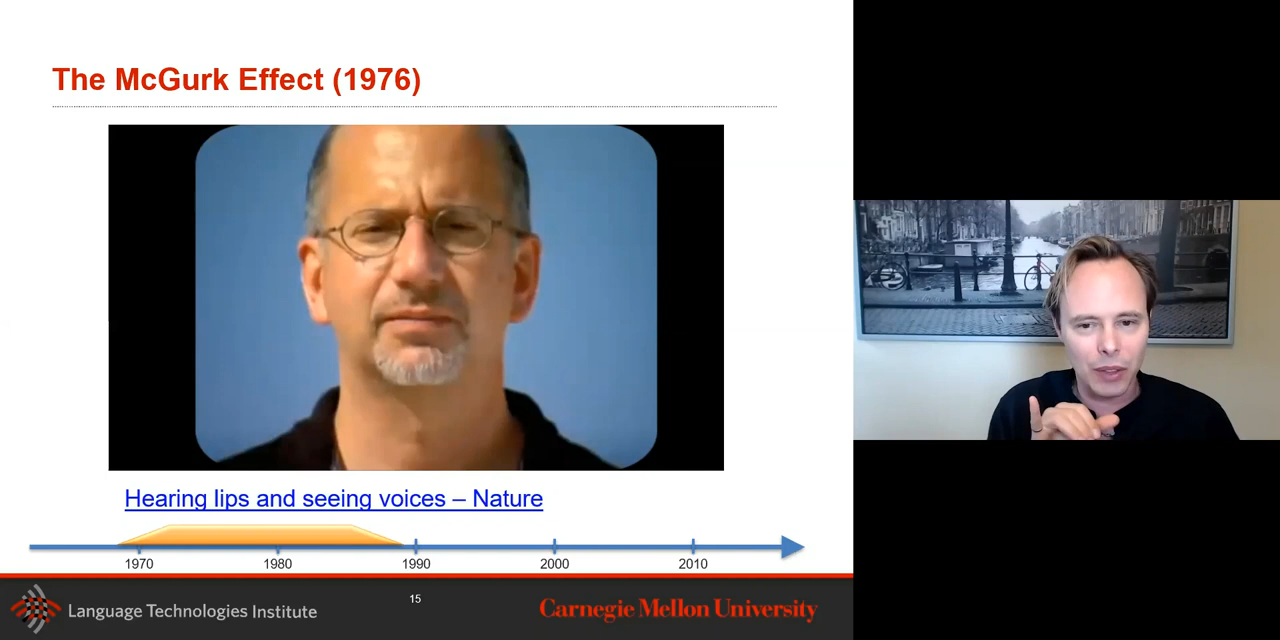 The McGurk Effect (1976)
Hearing lips and seeing voices – Nature
1970 1980 1990 2000 2010
Language Technologies Institute 15 Carnegie Mellon University